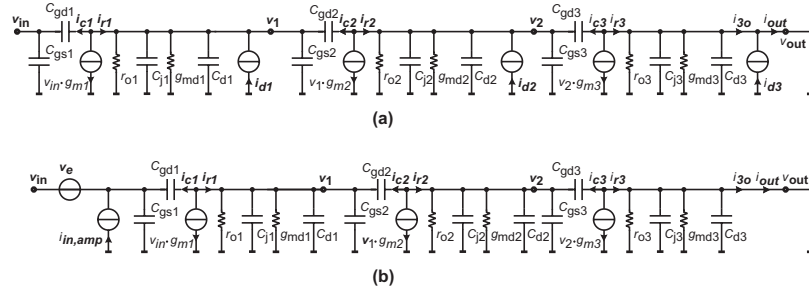 Cgd1 Cgd2 Cgd3
vin ic1 ir1 v1 ic2 ir2 v2 ic3 ir3 i3o iout vout
Cgs1 Cgs2 Cgs3
vin·gm1 ro1 Cj1 gmd1 Cd1 id1 v1·gm2 ro2 Cj2 gmd2 Cd2 id2 v2·gm3 ro3 Cj3 gmd3 Cd3 id3
(a)
Cgd1 Cgd2 Cgd3
vin ve ic1 ir1 v1 ic2 ir2 v2 ic3 ir3 i3o iout vout
iin,amp Cgs1 vin·gm1 ro1 Cj1 gmd1 Cd1 Cgs2 v1·gm2 ro2 Cj2 gmd2 Cd2 Cgs3 v2·gm3 ro3 Cj3 gmd3 Cd3
(b)